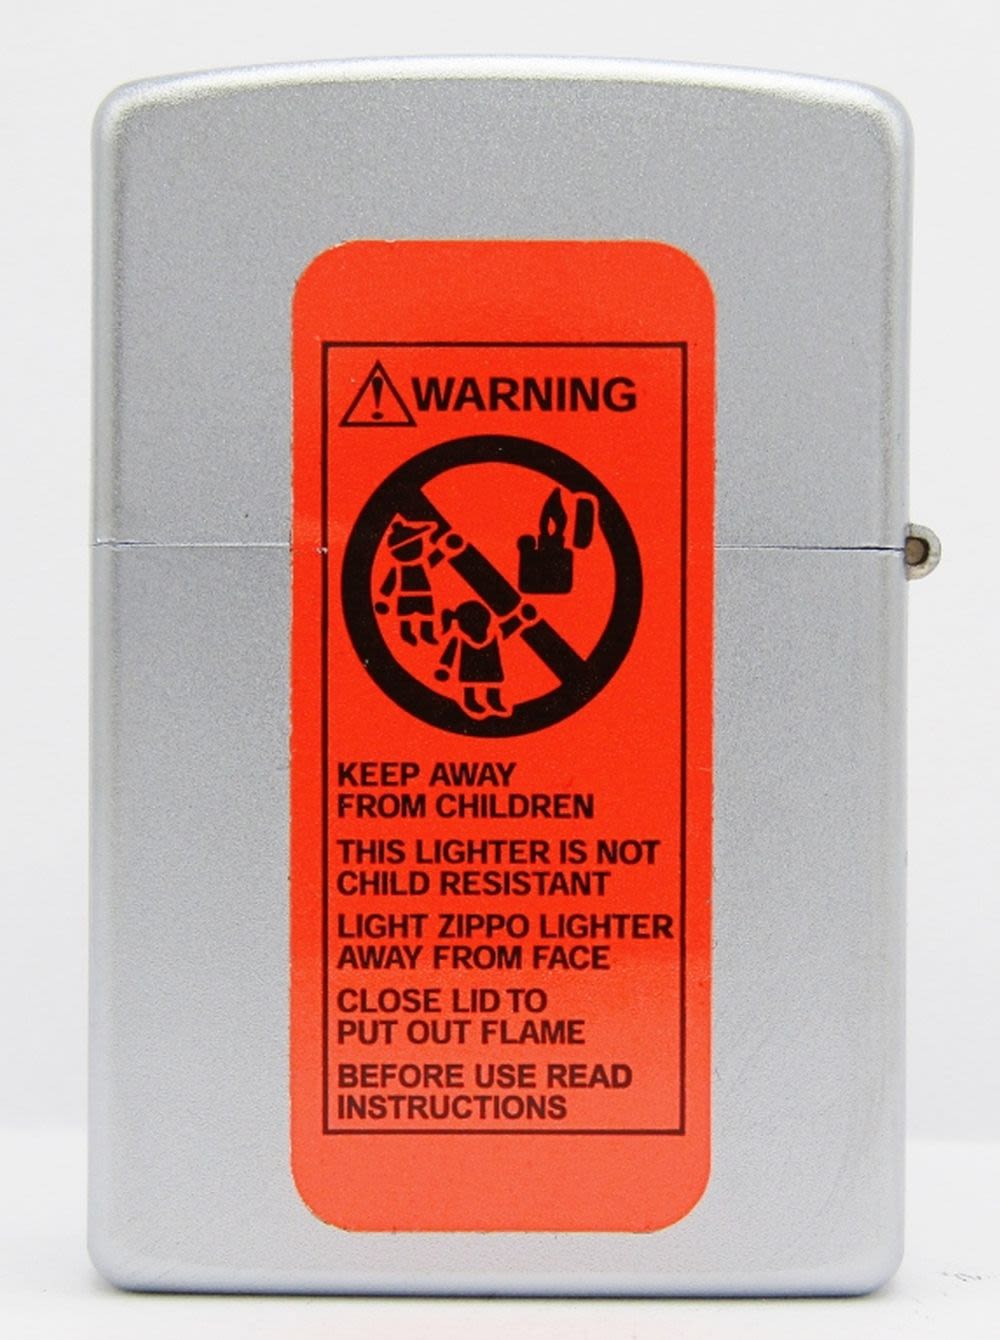 WARNING
KEEP AWAY
FROM CHILDREN
THIS LIGHTER IS NOT
CHILD RESISTANT
LIGHT ZIPPO LIGHTER
AWAY FROM FACE
CLOSE LID TO
PUT OUT FLAME
BEFORE USE READ
INSTRUCTIONS